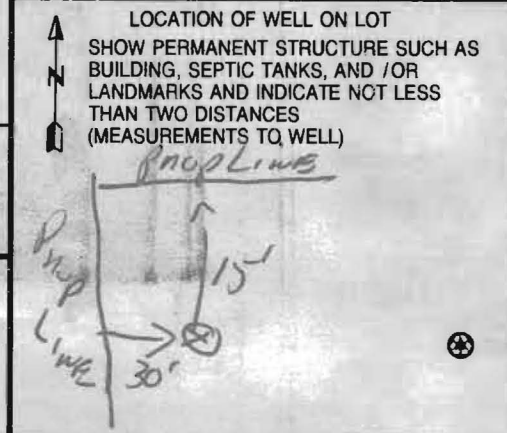 LOCATION OF WELL ON LOT
N
SHOW PERMANENT STRUCTURE SUCH AS
BUILDING, SEPTIC TANKS, AND / OR
LANDMARKS AND INDICATE NOT LESS
THAN TWO DISTANCES
(MEASUREMENTS TO WELL)
Prop Line
Prop
Line
15'
30'